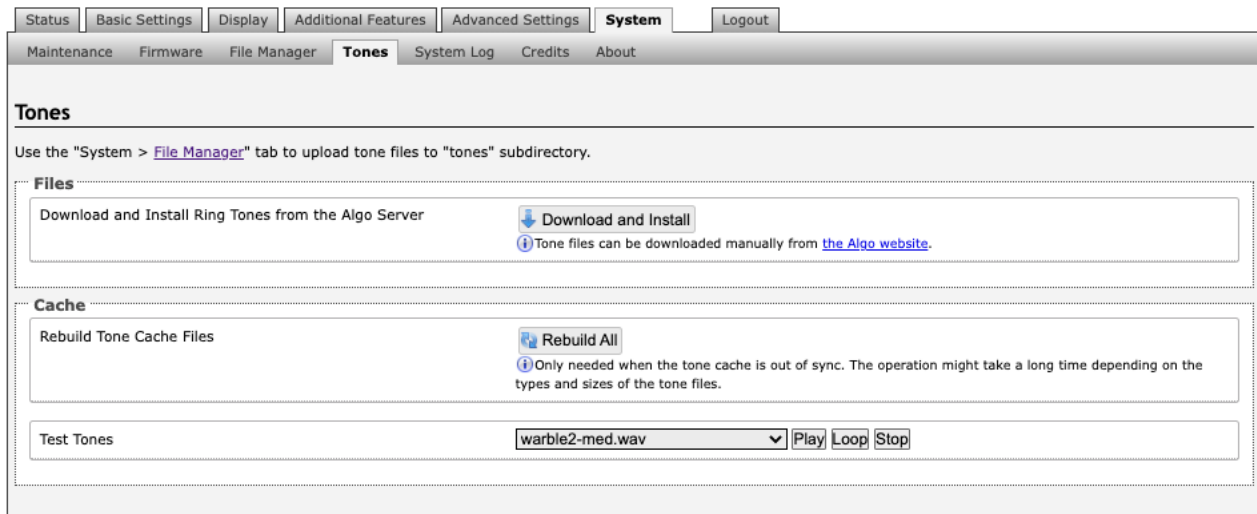 Status Basic Settings Display Additional Features Advanced Settings System Logout
Maintenance Firmware File Manager Tones System Log Credits About
Tones
Use the "System > File Manager" tab to upload tone files to "tones" subdirectory.
Files
Download and Install Ring Tones from the Algo Server
Download and Install
Tone files can be downloaded manually from the Algo website.
Cache
Rebuild Tone Cache Files
Rebuild All
Only needed when the tone cache is out of sync. The operation might take a long time depending on the
types and sizes of the tone files.
Test Tones
warble2-med.wav Play Loop Stop